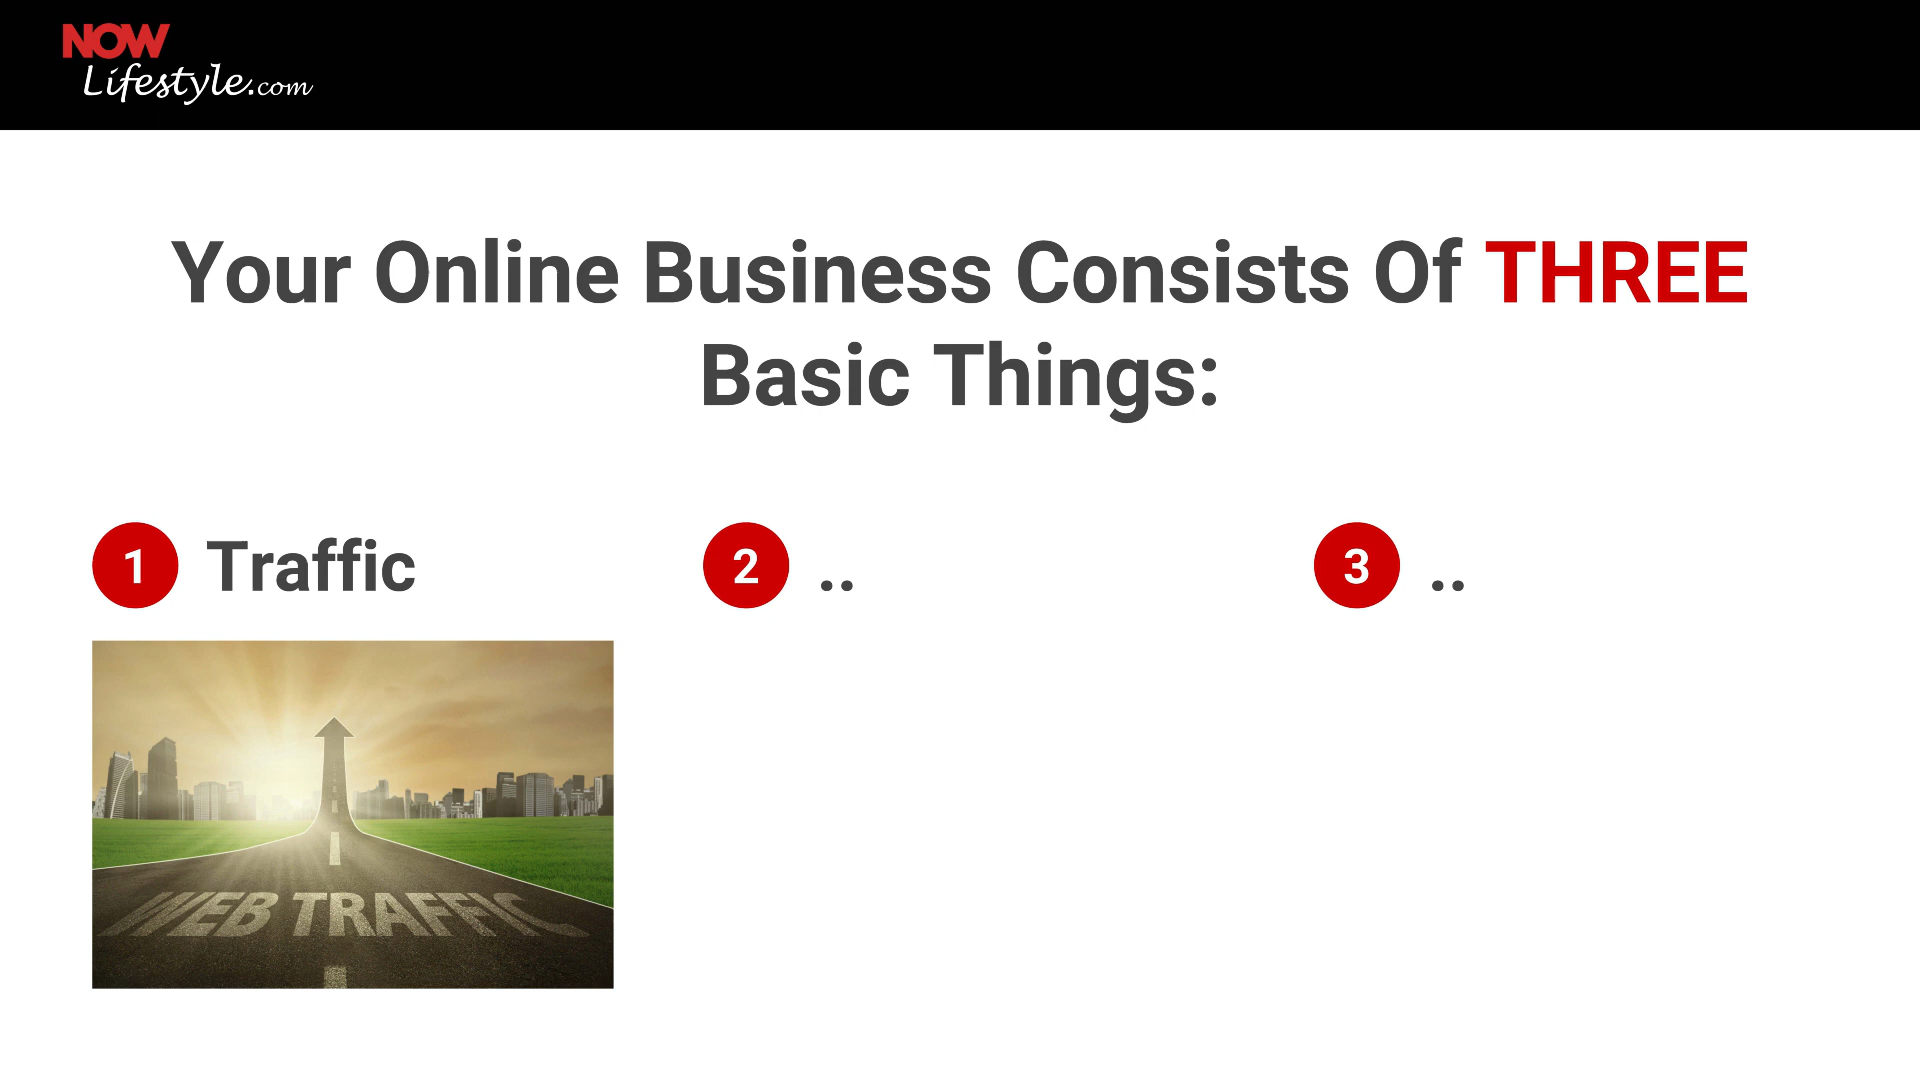 NOW
Lifestyle.com
Your Online Business Consists Of THREE
Basic Things:
1 Traffic
2 ..
3 ..
WEB TRAFFIC